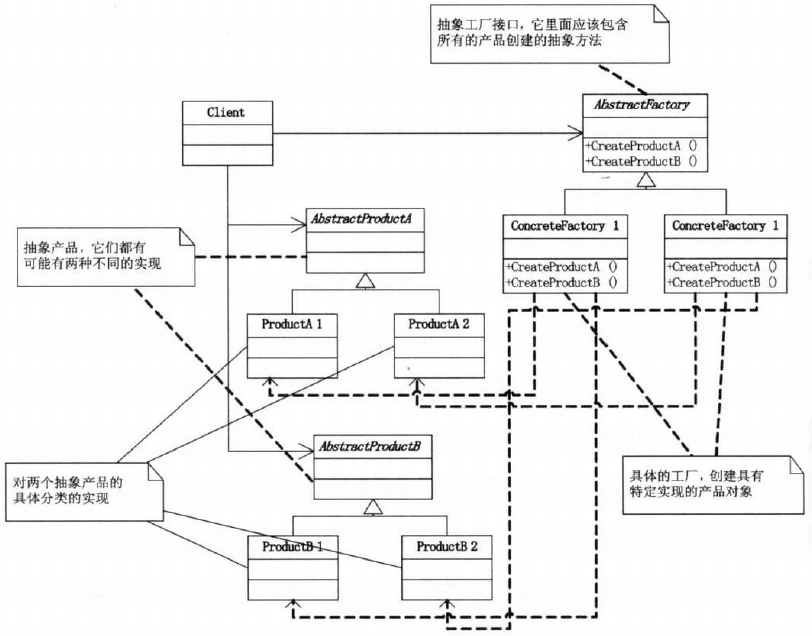 抽象工厂接口，它里面应该包含
所有的产品创建的抽象方法
Client
AbstractFactory
+CreateProductA ()
+CreateProductB ()
AbstractProductA
ConcreteFactory 1
ConcreteFactory 1
抽象产品，它们都有
可能有两种不同的实现
+CreateProductA ()
+CreateProductB ()
+CreateProductA ()
+CreateProductB ()
ProductA 1
ProductA 2
AbstractProductB
对两个抽象产品的
具体分类的实现
具体的工厂，创建具有
特定实现的产品对象
ProductB 1
ProductB 2